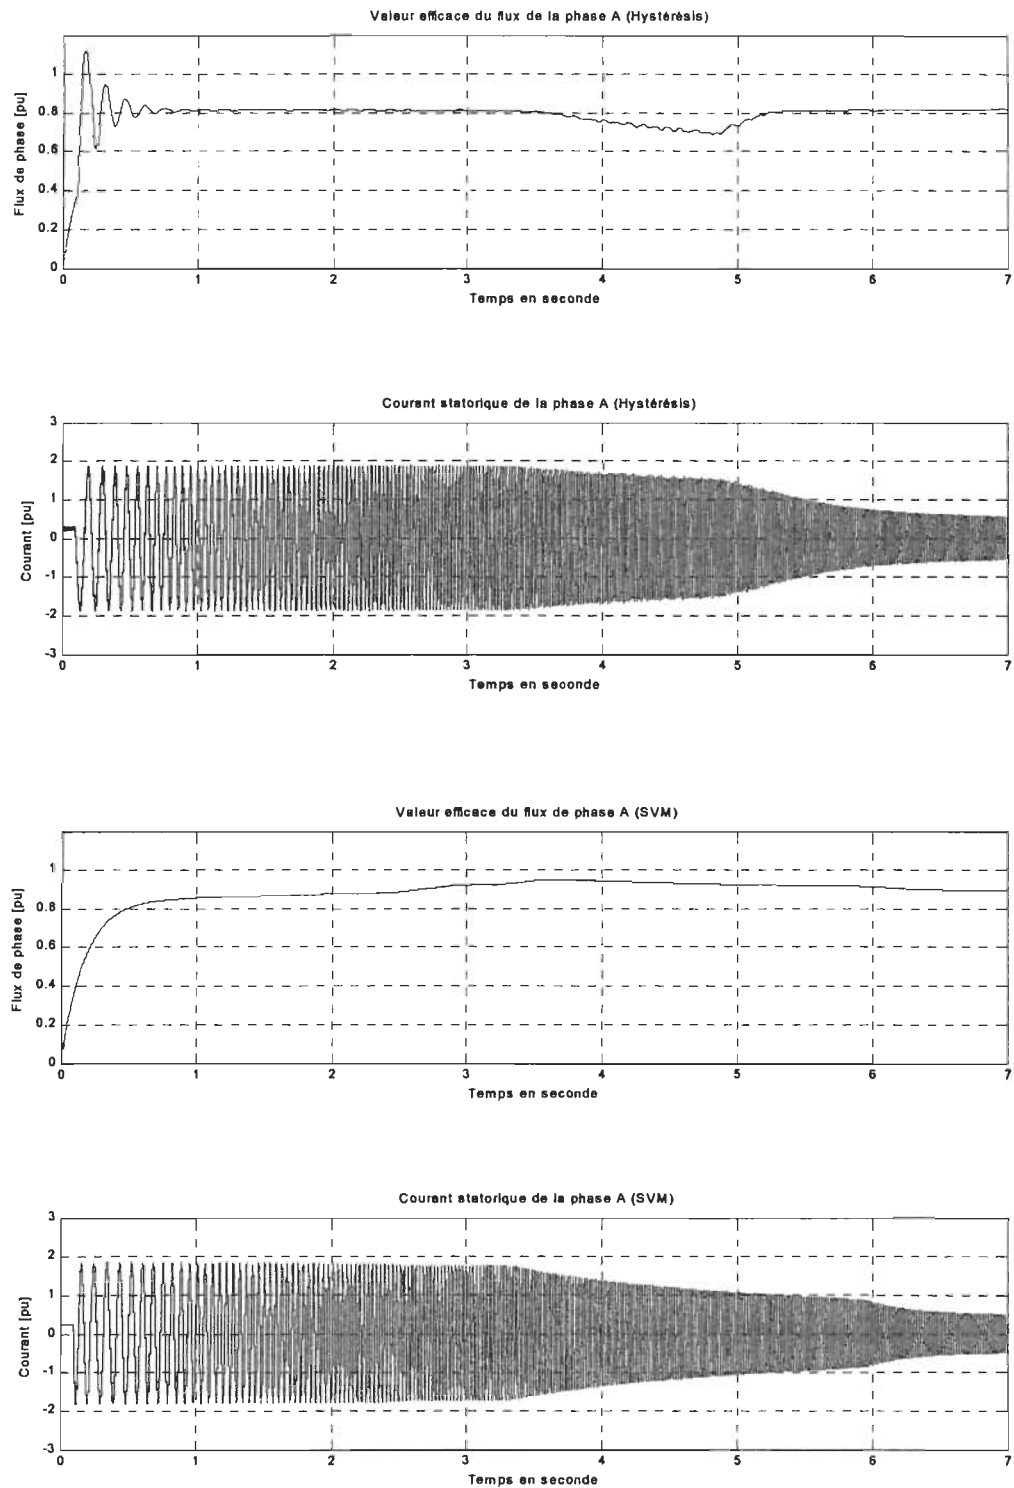 Valeur efficace du flux de la phase A (Hystérésis)
Flux de phase [pu]
1
0.8
0.6
0.4
0.2
0
0 1 2 3 4 5 6 7
Temps en seconde
Courant statorique de la phase A (Hystérésis)
Courant [pu]
3
2
1
0
-1
-2
-3
0 1 2 3 4 5 6 7
Temps en seconde
Valeur efficace du flux de phase A (SVM)
Flux de phase [pu]
1
0.8
0.6
0.4
0.2
0
0 1 2 3 4 5 6 7
Temps en seconde
Courant statorique de la phase A (SVM)
Courant [pu]
3
2
1
0
-1
-2
-3
0 1 2 3 4 5 6 7
Temps en seconde